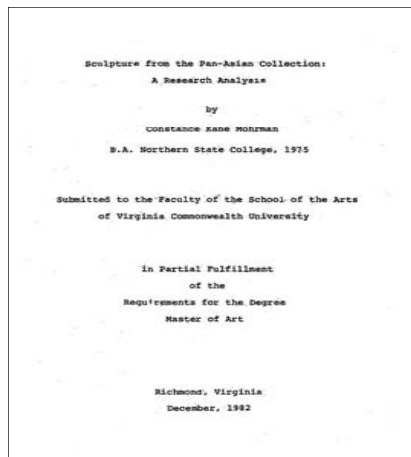 Sculpture from the Pan-Asian Collection:
A Research Analysis
by
Constance Kane Mohrman
B.A. Northern State College, 1975
Submitted to the Faculty of the School of the Arts
of Virginia Commonwealth University
in Partial Fulfillment
of the
Requirements for the Degree
Master of Art
Richmond, Virginia
December, 1982